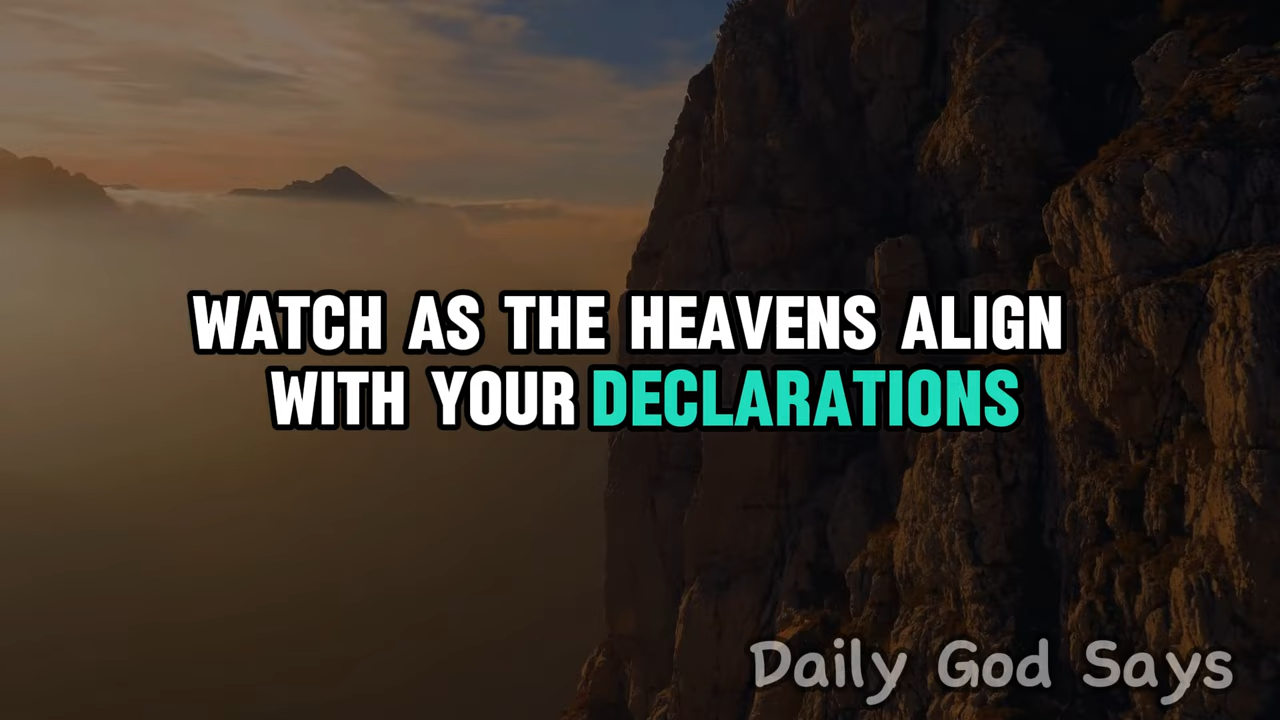 WATCH AS THE HEAVENS ALIGN
WITH YOUR DECLARATIONS
Daily God Says